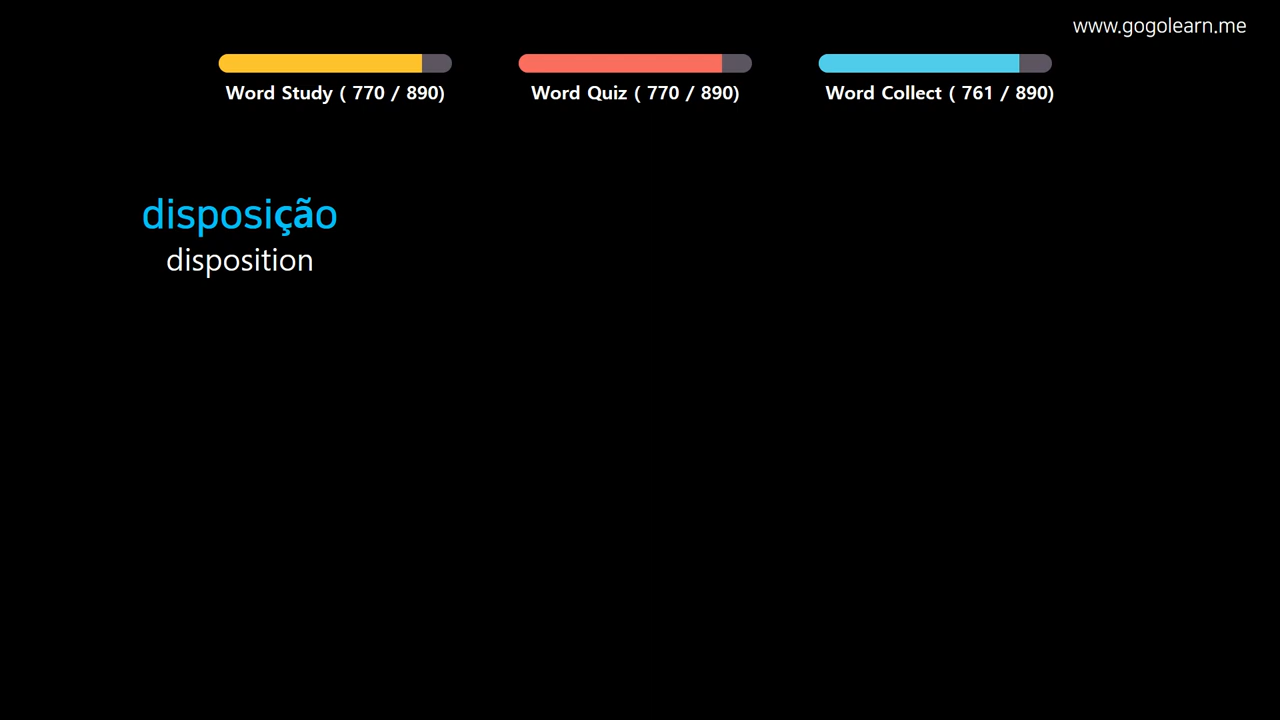 www.gogolearn.me
Word Study ( 770 / 890)
Word Quiz ( 770 / 890)
Word Collect ( 761 / 890)
disposição
disposition